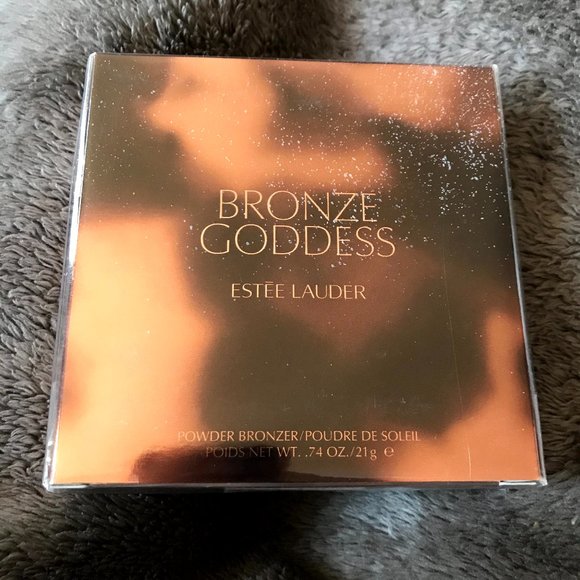 BRONZE
GODDESS
ESTĒE LAUDER
POWDER BRONZER/POUDRE DE SOLEIL
POIDS NET WT. .74 OZ./21g ℮